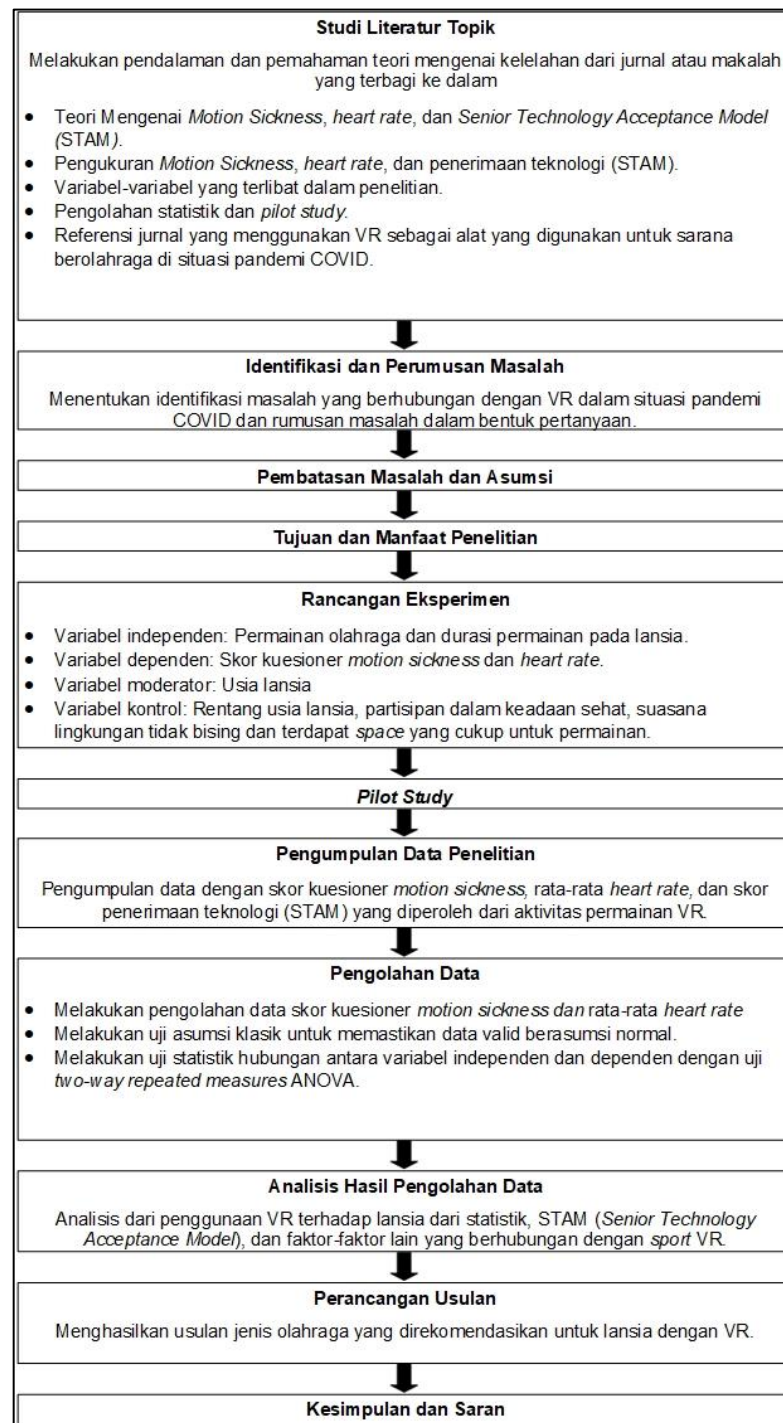 Studi Literatur Topik
Melakukan pendalaman dan pemahaman teori mengenai kelelahan dari jurnal atau makalah
yang terbagi ke dalam
● Teori Mengenai Motion Sickness, heart rate, dan Senior Technology Acceptance Model
(STAM).
● Pengukuran Motion Sickness, heart rate, dan penerimaan teknologi (STAM).
● Variabel-variabel yang terlibat dalam penelitian.
● Pengolahan statistik dan pilot study.
● Referensi jurnal yang menggunakan VR sebagai alat yang digunakan untuk sarana
berolahraga di situasi pandemi COVID.
Identifikasi dan Perumusan Masalah
Menentukan identifikasi masalah yang berhubungan dengan VR dalam situasi pandemi
COVID dan rumusan masalah dalam bentuk pertanyaan.
Pembatasan Masalah dan Asumsi
Tujuan dan Manfaat Penelitian
Rancangan Eksperimen
● Variabel independen: Permainan olahraga dan durasi permainan pada lansia.
● Variabel dependen: Skor kuesioner motion sickness dan heart rate.
● Variabel moderator: Usia lansia
● Variabel kontrol: Rentang usia lansia, partisipan dalam keadaan sehat, suasana
lingkungan tidak bising dan terdapat space yang cukup untuk permainan.
Pilot Study
Pengumpulan Data Penelitian
Pengumpulan data dengan skor kuesioner motion sickness, rata-rata heart rate, dan skor
penerimaan teknologi (STAM) yang diperoleh dari aktivitas permainan VR.
Pengolahan Data
● Melakukan pengolahan data skor kuesioner motion sickness dan rata-rata heart rate
● Melakukan uji asumsi klasik untuk memastikan data valid berasumsi normal.
● Melakukan uji statistik hubungan antara variabel independen dan dependen dengan uji
two-way repeated measures ANOVA.
Analisis Hasil Pengolahan Data
Analisis dari penggunaan VR terhadap lansia dari statistik, STAM (Senior Technology
Acceptance Model), dan faktor-faktor lain yang berhubungan dengan sport VR.
Perancangan Usulan
Menghasilkan usulan jenis olahraga yang direkomendasikan untuk lansia dengan VR.
Kesimpulan dan Saran